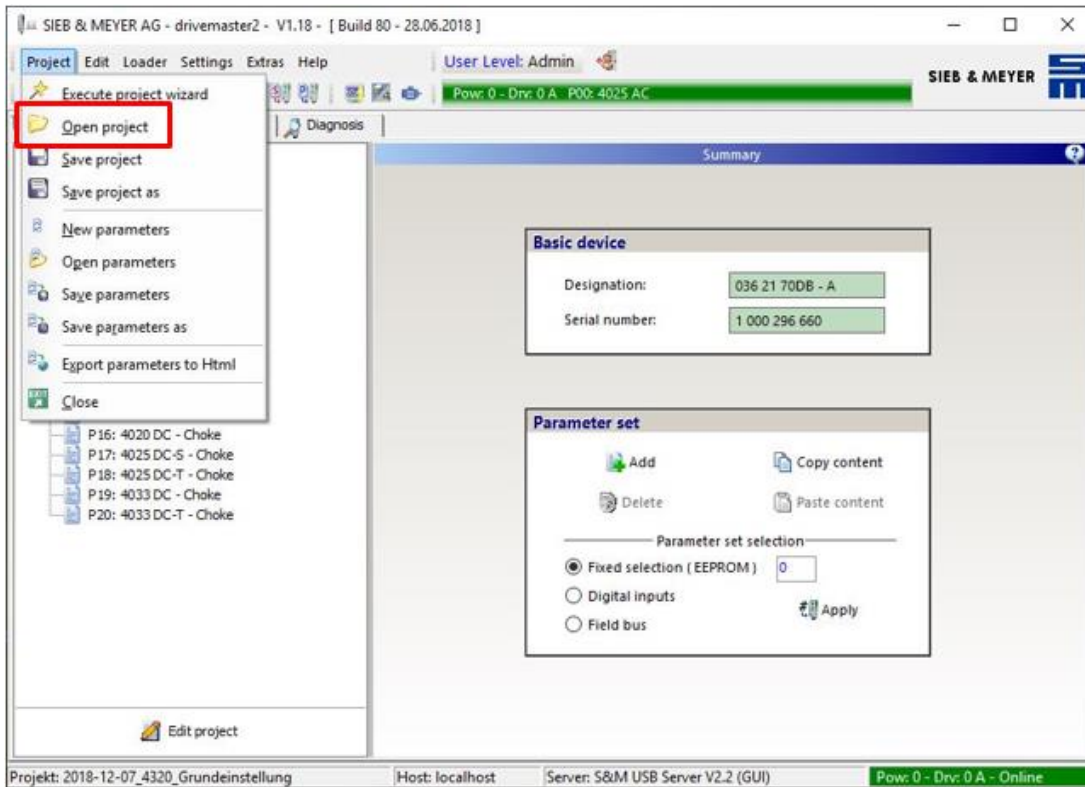 SIEB & MEYER AG - drivemaster2 - V1.18 - [ Build 80 - 28.06.2018 ]
Project Edit Loader Settings Extras Help
User Level: Admin
SIEB & MEYER
Pow: 0 - Drv: 0 A P00: 4025 AC
Execute project wizard
Open project
Save project
Save project as
New parameters
Open parameters
Save parameters
Save parameters as
Export parameters to Html
Close
Diagnosis
P16: 4020 DC - Choke
P17: 4025 DC-S - Choke
P18: 4025 DC-T - Choke
P19: 4033 DC - Choke
P20: 4033 DC-T - Choke
Edit project
Summary
Basic device
Designation: 036 21 70DB - A
Serial number: 1 000 296 660
Parameter set
Add Copy content
Delete Paste content
Parameter set selection
Fixed selection ( EEPROM ) 0
Digital inputs
Apply
Field bus
Projekt: 2018-12-07_4320_Grundeinstellung Host: localhost Server: S&M USB Server V2.2 (GUI) Pow: 0 - Drv: 0 A - Online